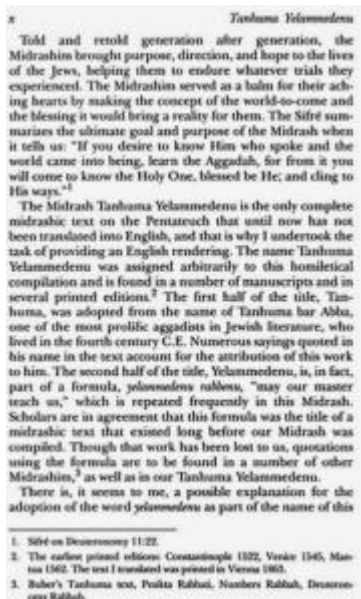 x Tanhuma Yelammedenu
Told and retold generation after generation, the
Midrashim brought purpose, direction, and hope to the lives
of the Jews, helping them to endure whatever trials they
experienced. The Midrashim served as a balm for their ach-
ing hearts by making the concept of the world-to-come and
the blessing it would bring a reality for them. The Sifré sum-
marizes the ultimate goal and purpose of the Midrash when
it tells us: "If you desire to know Him who spoke and the
world came into being, learn the Aggadah, for from it you
will come to know the Holy One, blessed be He; and cling to
His ways."1
The Midrash Tanhuma Yelammedenu is the only complete
midrashic text on the Pentateuch that until now has not
been translated into English, and that is why I undertook the
task of providing an English rendering. The name Tanhuma
Yelammedenu was assigned arbitrarily to this homiletical
compilation and is found in a number of manuscripts and in
several printed editions.2 The first half of the title, Tan-
huma, was adopted from the name of Tanhuma bar Abba,
one of the most prolific aggadists in Jewish literature, who
lived in the fourth century C.E. Numerous sayings quoted in
his name in the text account for the attribution of this work
to him. The second half of the title, Yelammedenu, is, in fact,
part of a formula, yelammedenu rabbenu, "may our master
teach us," which is repeated frequently in this Midrash.
Scholars are in agreement that this formula was the title of a
midrashic text that existed long before our Midrash was
compiled. Though that work has been lost to us, quotations
using the formula are to be found in a number of other
Midrashim,3 as well as in our Tanhuma Yelammedenu.
There is, it seems to me, a possible explanation for the
adoption of the word yelammedenu as part of the name of this
1. Sifré on Deuteronomy 11:22.
2. The earliest printed editions: Constantinople 1522, Venice 1545, Man-
tua 1562. The text I translated was printed in Vienna 1863.
3. Buber's Tanhuma text, Pesikta Rabbati, Numbers Rabbah, Deuteron-
omy Rabbah.